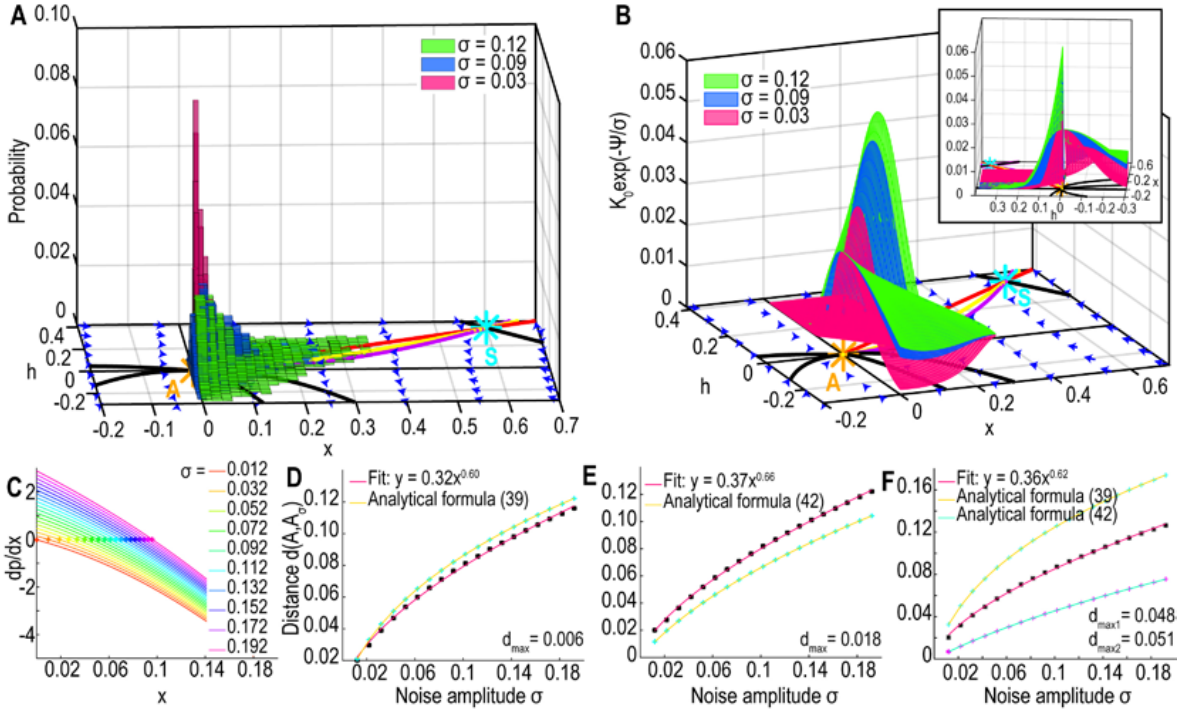 A
0.10
0.08
0.06
0.04
0.02
0
Probability
σ = 0.12
σ = 0.09
σ = 0.03
0.4
0.2
0
-0.2
h
A
S
-0.2 -0.1 0 0.1 0.2 0.3 0.4 0.5 0.6 0.7
x
B
0.06
0.05
0.04
0.03
0.02
0.01
0
K0exp(-Ψ/σ)
σ = 0.12
σ = 0.09
σ = 0.03
0.4
0.2
0
-0.2
h
A
S
-0.2 0 0.2 0.4 0.6
x
0.06
0.05
0.04
0.03
0.02
0.01
0
0.3 0.2 0.1 0 -0.1 -0.2 -0.3
h
0.6
0.2 x
-0.2
C
2
0
-2
-4
dp/dx
0.02 0.06 0.1 0.14
x
σ =
0.012
0.032
0.052
0.072
0.092
0.112
0.132
0.152
0.172
0.192
D
Fit: y = 0.32x^0.60
Analytical formula (39)
0.12
0.10
0.08
0.06
0.04
0.02
Distance d(A,Aσ)
dmax = 0.006
0.02 0.06 0.1 0.14 0.18
Noise amplitude σ
E
Fit: y = 0.37x^0.66
Analytical formula (42)
0.12
0.10
0.08
0.06
0.04
0.02
0
dmax = 0.018
0.02 0.06 0.1 0.14 0.18
Noise amplitude σ
F
Fit: y = 0.36x^0.62
Analytical formula (39)
Analytical formula (42)
0.16
0.12
0.08
0.04
0
dmax1 = 0.048
dmax2 = 0.051
0.02 0.06 0.1 0.14 0.18
Noise amplitude σ